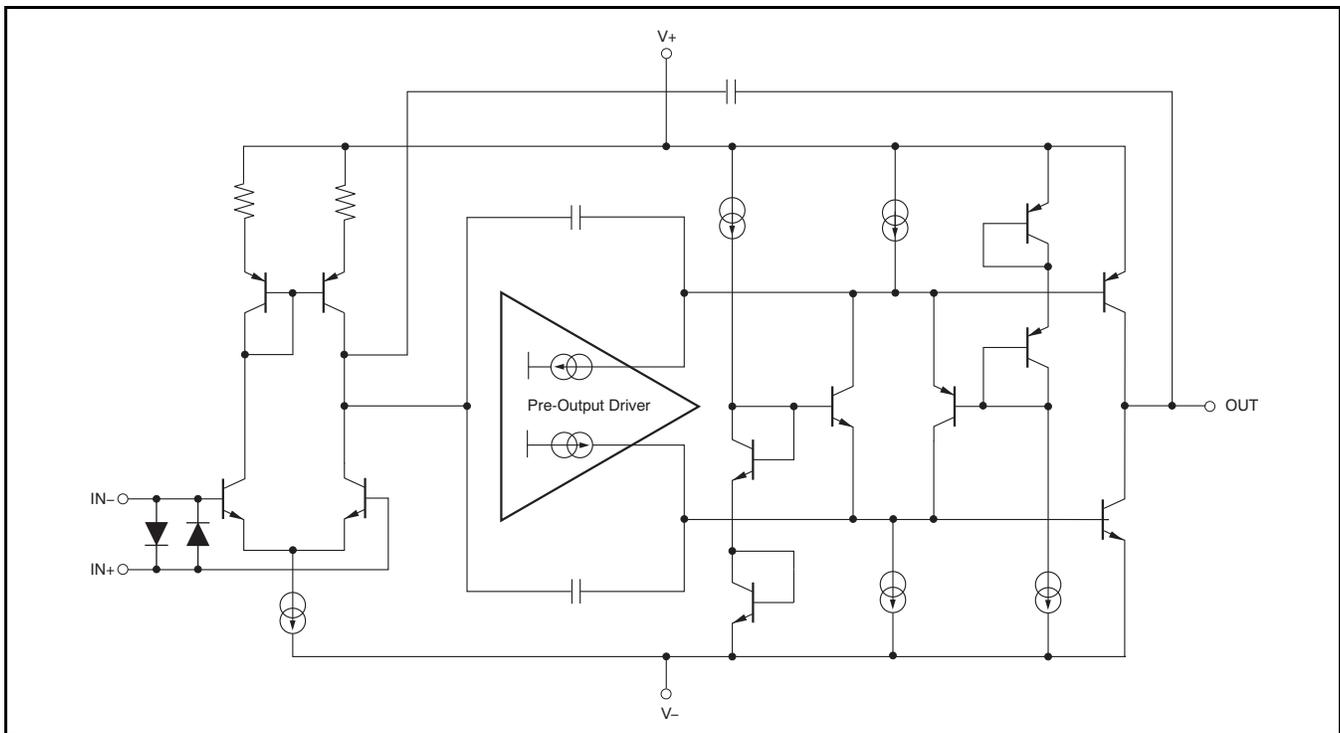 V+
Pre-Output Driver
OUT
IN–
IN+
V–